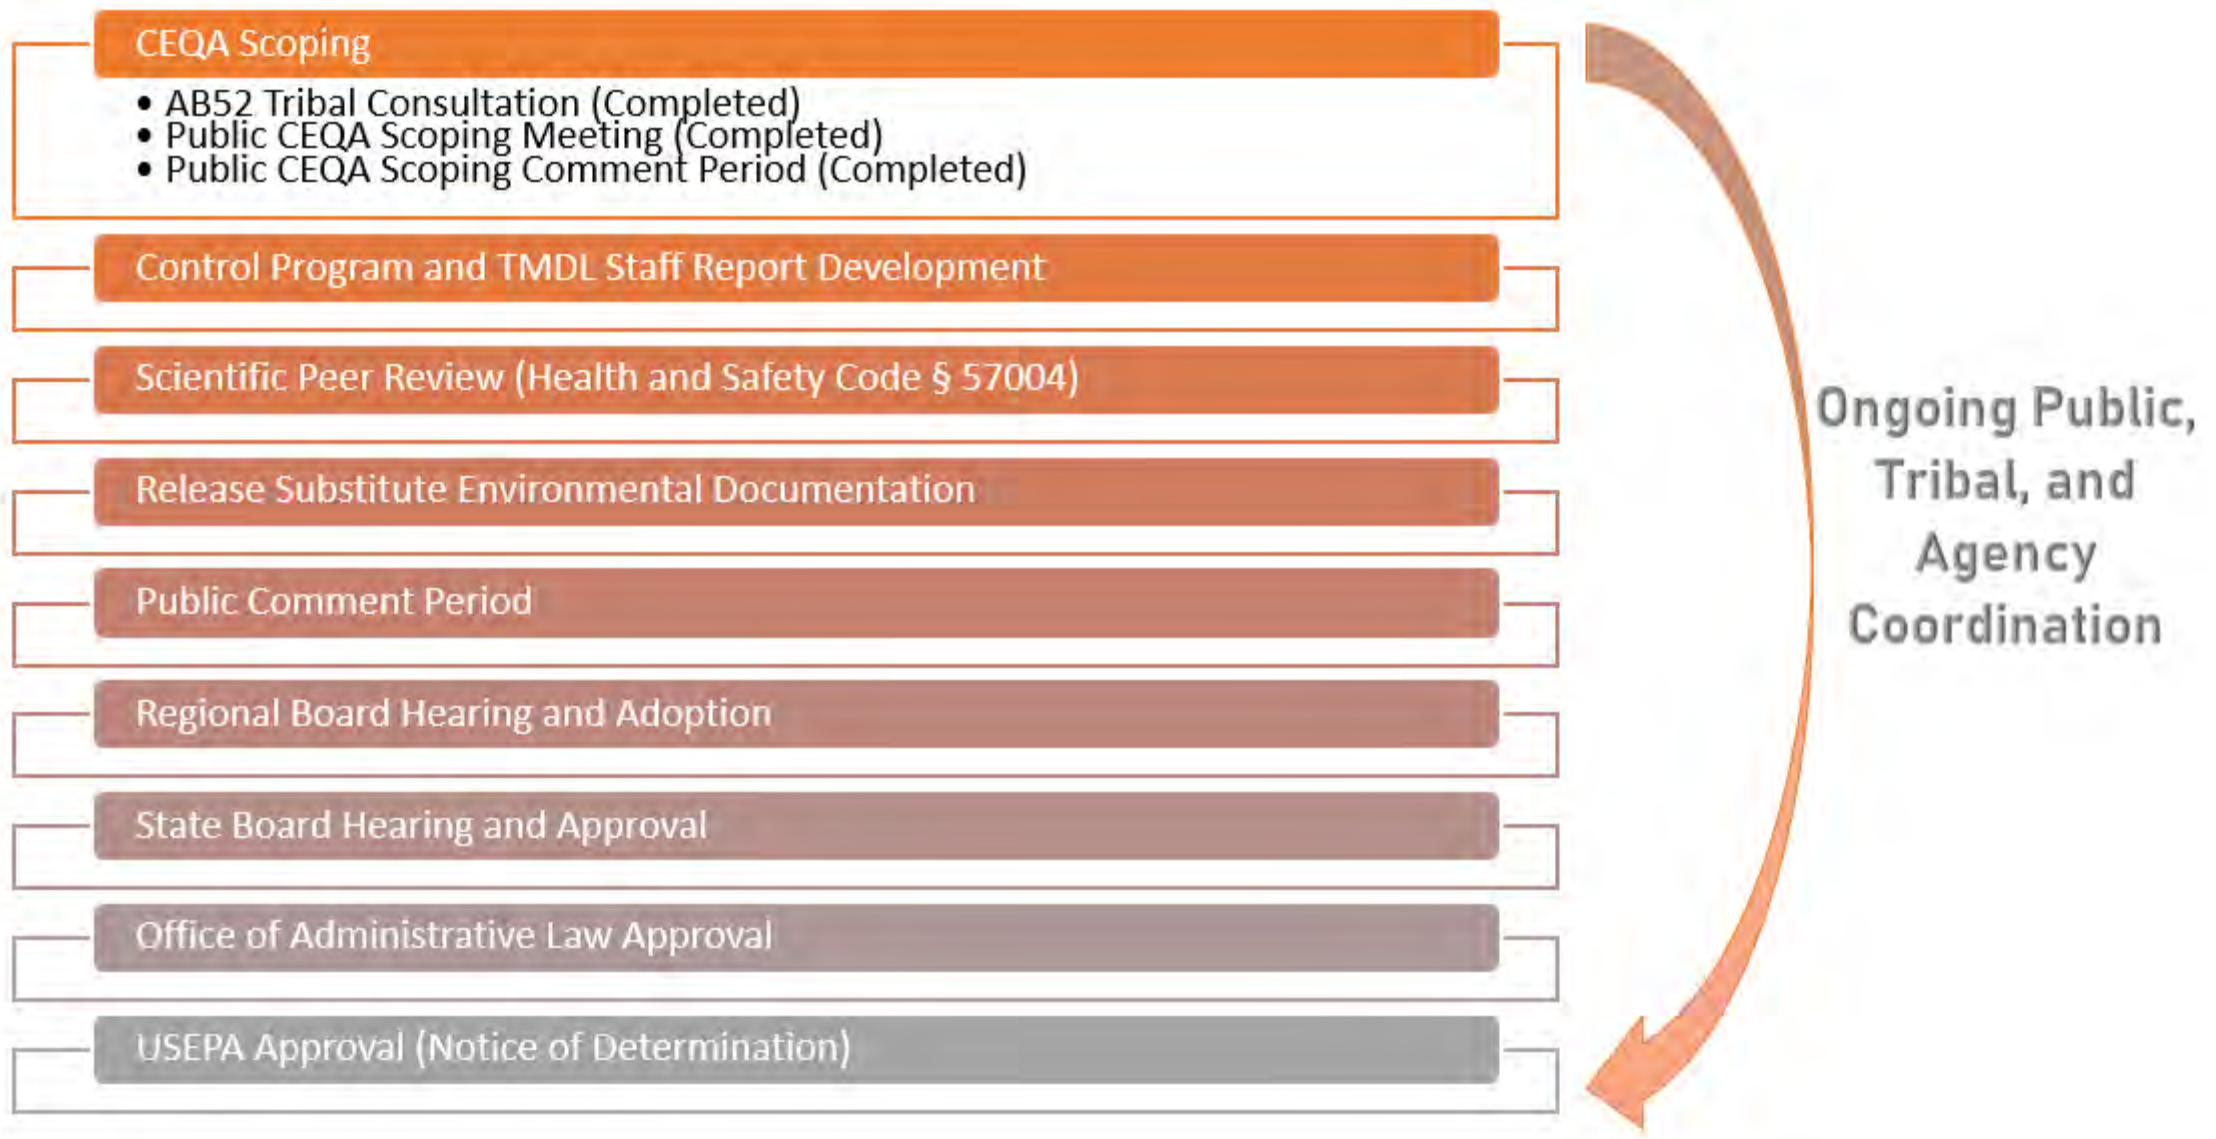 CEQA Scoping
• AB52 Tribal Consultation (Completed)
• Public CEQA Scoping Meeting (Completed)
• Public CEQA Scoping Comment Period (Completed)
Control Program and TMDL Staff Report Development
Scientific Peer Review (Health and Safety Code § 57004)
Release Substitute Environmental Documentation
Public Comment Period
Regional Board Hearing and Adoption
State Board Hearing and Approval
Office of Administrative Law Approval
USEPA Approval (Notice of Determination)
Ongoing Public,
Tribal, and
Agency
Coordination